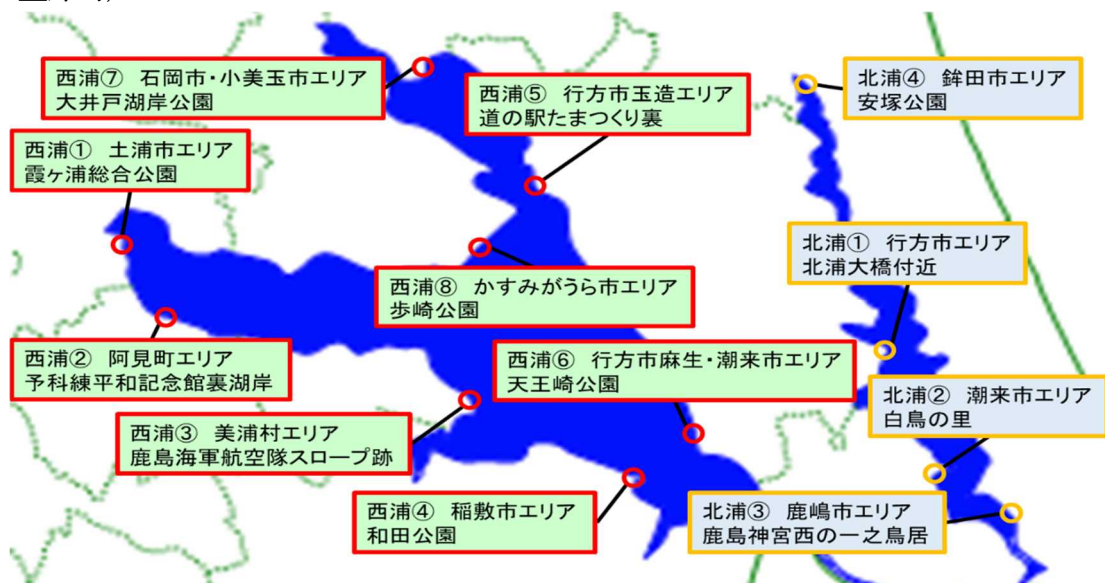 西浦⑦　石岡市・小美玉市エリア
大井戸湖岸公園
西浦⑤　行方市玉造エリア
道の駅たまつくり裏
北浦④　鉾田市エリア
安塚公園
西浦①　土浦市エリア
霞ヶ浦総合公園
北浦①　行方市エリア
北浦大橋付近
西浦⑧　かすみがうら市エリア
歩崎公園
西浦②　阿見町エリア
予科練平和記念館裏湖岸
西浦⑥　行方市麻生・潮来市エリア
天王崎公園
北浦②　潮来市エリア
白鳥の里
西浦③　美浦村エリア
鹿島海軍航空隊スロープ跡
西浦④　稲敷市エリア
和田公園
北浦③　鹿嶋市エリア
鹿島神宮西の一之鳥居